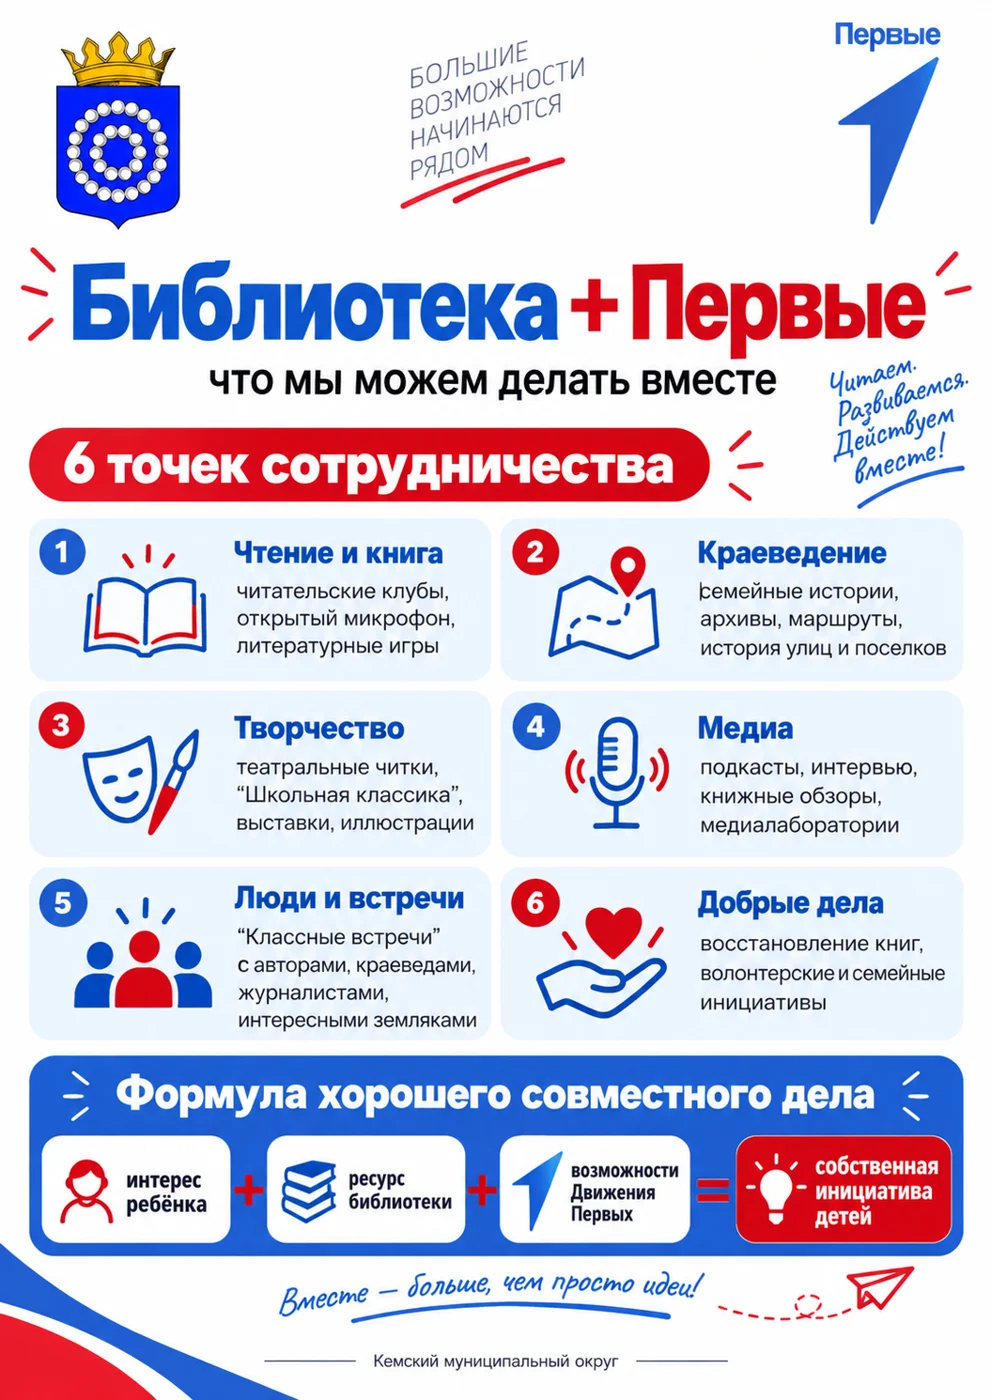 Первые
БОЛЬШИЕ
ВОЗМОЖНОСТИ
НАЧИНАЮТСЯ
РЯДОМ
Библиотека + Первые
что мы можем делать вместе
Читаем.
Развиваемся.
Действуем
вместе!
6 точек сотрудничества
1
Чтение и книга
читательские клубы,
открытый микрофон,
литературные игры
2
Краеведение
семейные истории,
архивы, маршруты,
история улиц и поселков
3
Творчество
театральные читки,
“Школьная классика”,
выставки, иллюстрации
4
Медиа
подкасты, интервью,
книжные обзоры,
медиалаборатории
5
Люди и встречи
“Классные встречи”
с авторами, краеведами,
журналистами,
интересными земляками
6
Добрые дела
восстановление книг,
волонтерские и семейные
инициативы
Формула хорошего совместного дела
интерес
ребёнка
+
ресурс
библиотеки
+
возможности
Движения
Первых
=
собственная
инициатива
детей
Вместе — больше, чем просто идеи!
Кемский муниципальный округ